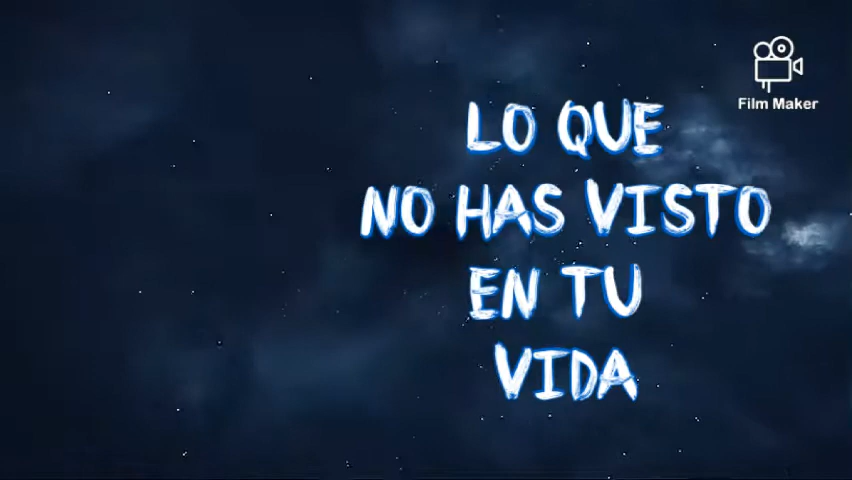 Film Maker
LO QUE
NO HAS VISTO
EN TU
VIDA